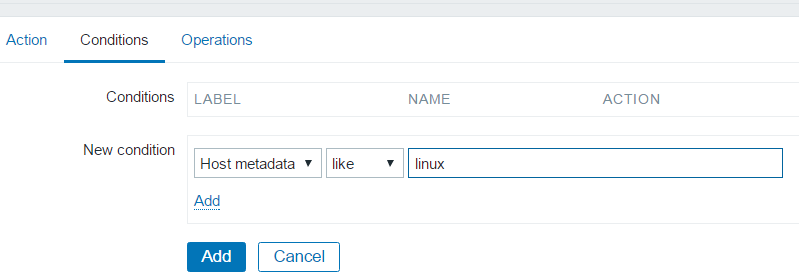 Action Conditions Operations
Conditions LABEL NAME ACTION
New condition
Host metadata like linux
Add
Add Cancel